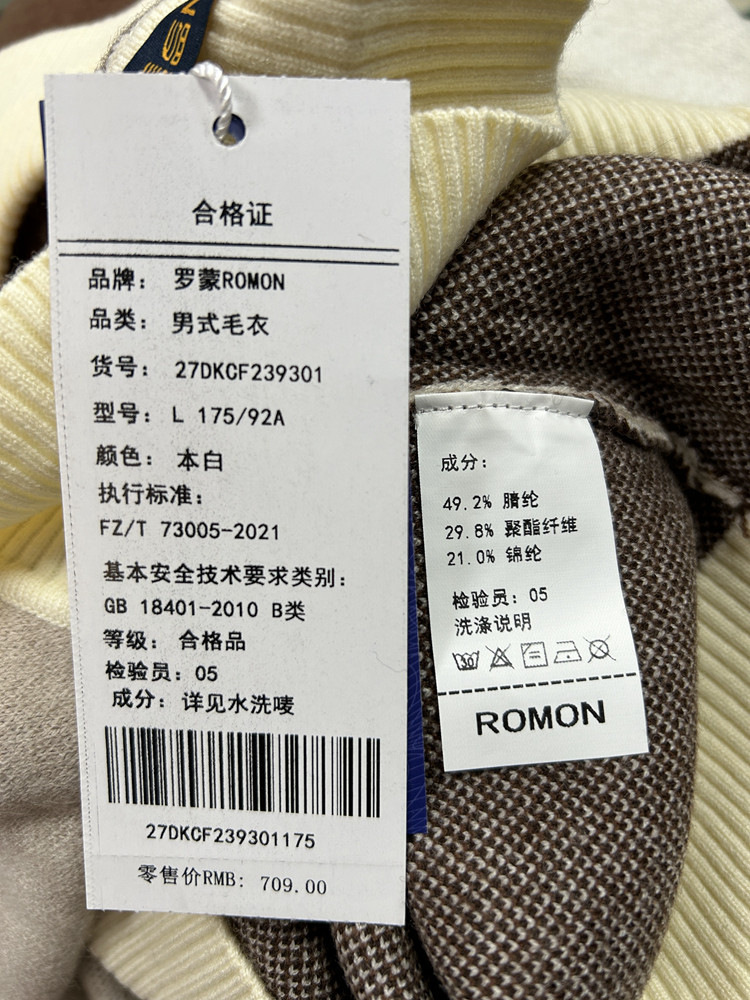 合格证
品牌: 罗蒙ROMON
品类: 男式毛衣
货号: 27DKCF239301
型号: L 175/92A
颜色: 本白
执行标准:
FZ/T 73005-2021
基本安全技术要求类别:
GB 18401-2010 B类
等级: 合格品
检验员: 05
成分: 详见水洗唛
27DKCF239301175
零售价RMB: 709.00
成分:
49.2% 腈纶
29.8% 聚酯纤维
21.0% 锦纶
检验员: 05
洗涤说明
30
ROMON